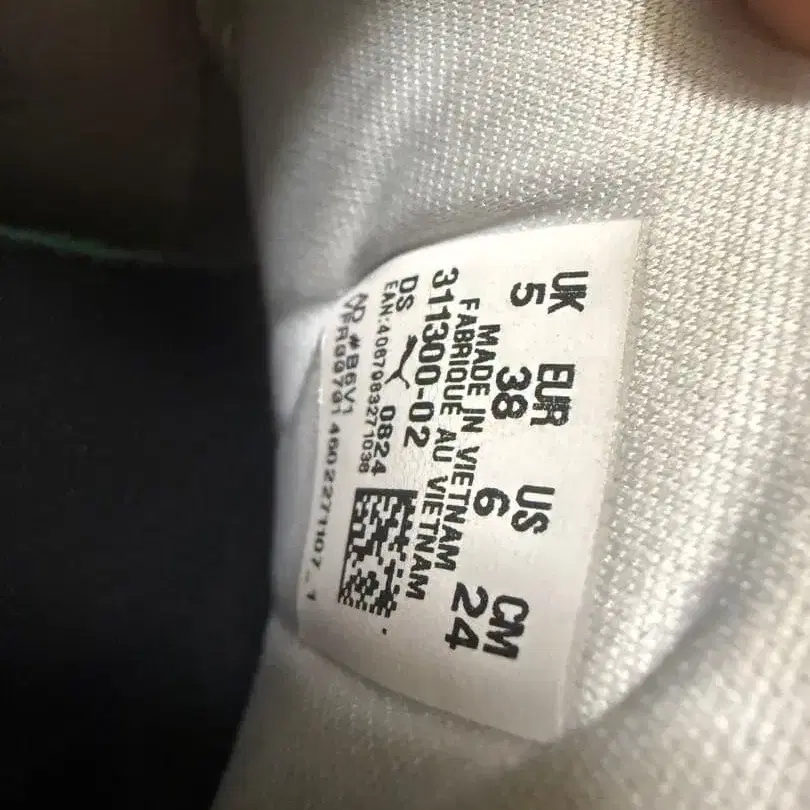 UK EUR US CM
5 38 6 24
MADE IN VIETNAM
FABRIQUE AU VIETNAM
311300-02
DS 0824
EAN:4067983271038